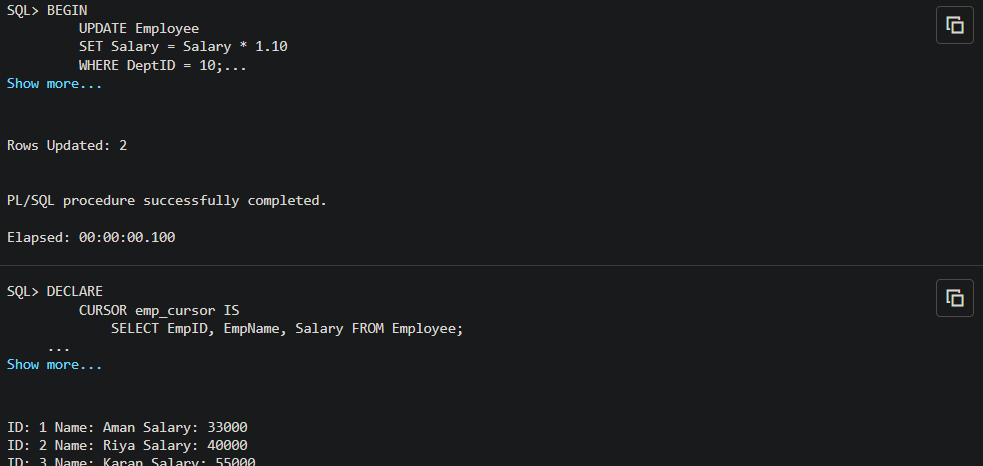 SQL> BEGIN
UPDATE Employee
SET Salary = Salary * 1.10
WHERE DeptID = 10;...
Show more...
Rows Updated: 2
PL/SQL procedure successfully completed.
Elapsed: 00:00:00.100
SQL> DECLARE
CURSOR emp_cursor IS
SELECT EmpID, EmpName, Salary FROM Employee;
...
Show more...
ID: 1 Name: Aman Salary: 33000
ID: 2 Name: Riya Salary: 40000
ID: 3 Name: Karan Salary: 55000